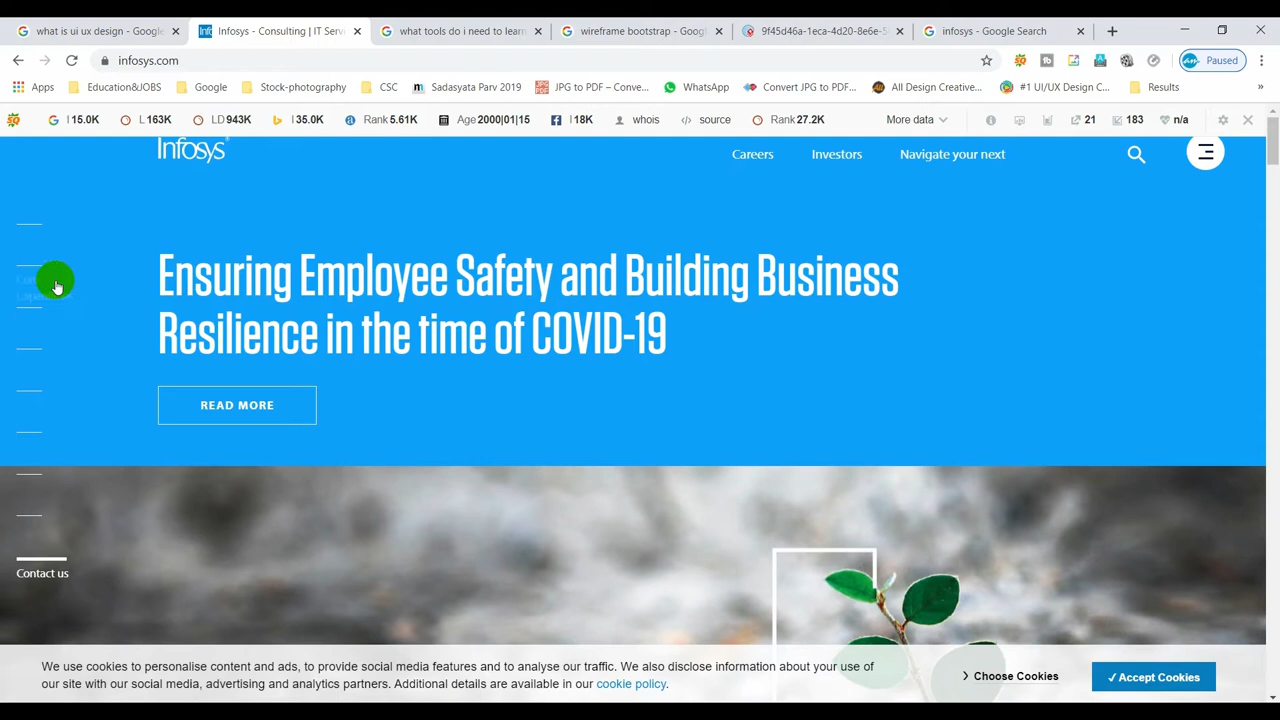 what is ui ux design - Google
Infosys - Consulting | IT Servi
what tools do i need to learn
wireframe bootstrap - Goog
9f45d46a-1eca-4d20-8e6e-5
infosys - Google Search
infosys.com
Paused
Apps
Education&JOBS
Google
Stock-photography
CSC
Sadasyata Parv 2019
JPG to PDF – Conve...
WhatsApp
Convert JPG to PDF...
All Design Creative...
#1 UI/UX Design C...
Results
»
I 15.0K
L 163K
LD 943K
I 35.0K
Rank 5.61K
Age 2000|01|15
I 18K
whois
source
Rank 27.2K
More data
21
183
n/a
Infosys®
Careers
Investors
Navigate your next
Ensuring Employee Safety and Building Business
Resilience in the time of COVID-19
READ MORE
Contact us
We use cookies to personalise content and ads, to provide social media features and to analyse our traffic. We also disclose information about your use of
our site with our social media, advertising and analytics partners. Additional details are available in our cookie policy.
Choose Cookies
✓ Accept Cookies